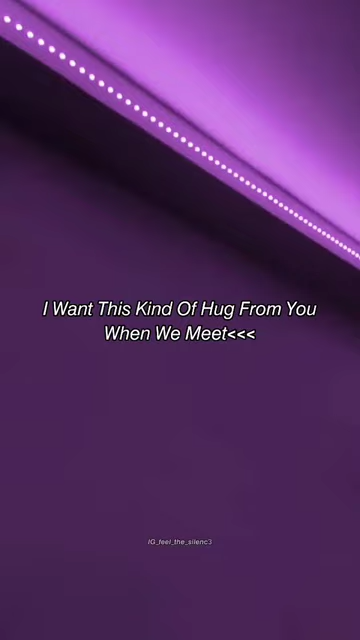 I Want This Kind Of Hug From You
When We Meet<<<
IG_feel_the_silenc3